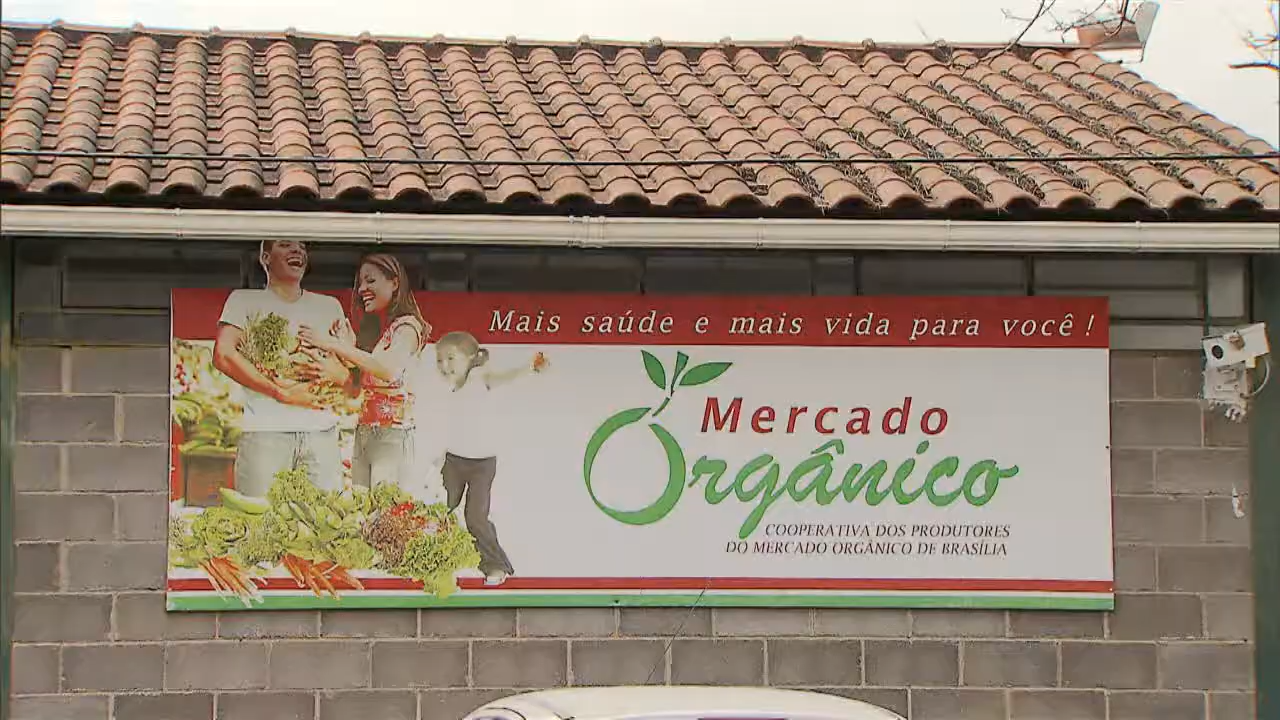 Mais saúde e mais vida para você!
Mercado
Orgânico
COOPERATIVA DOS PRODUTORES
DO MERCADO ORGÂNICO DE BRASÍLIA